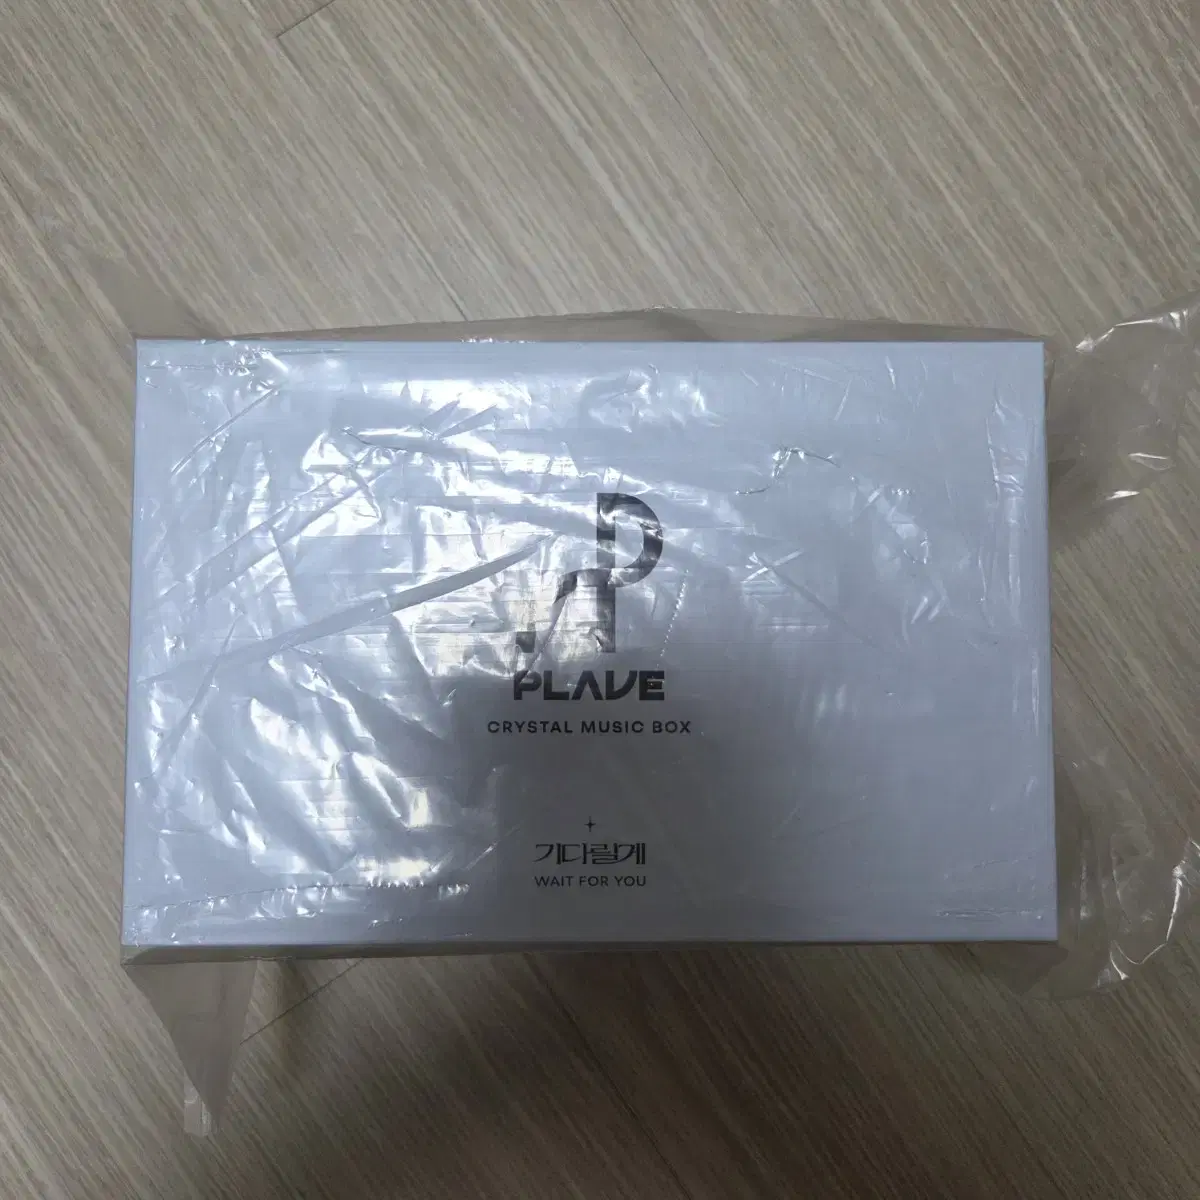 PLAVE
CRYSTAL MUSIC BOX
기다릴게
WAIT FOR YOU